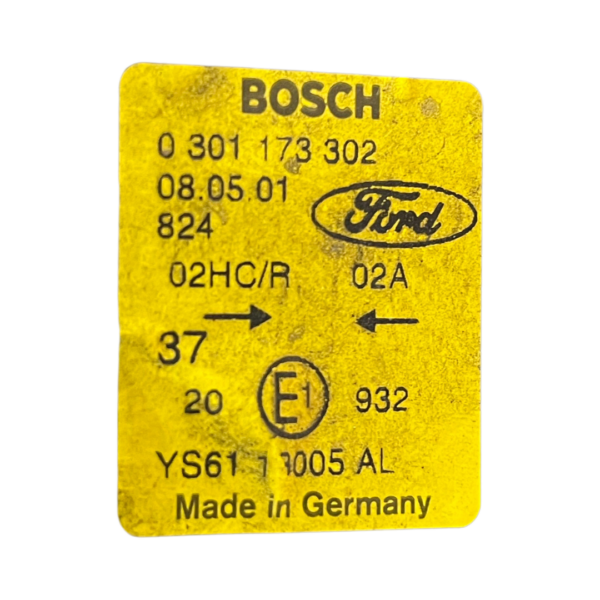 BOSCH
0 301 173 302
08.05.01
Ford
824
02HC/R 02A
37
20 E1 932
YS61 13005 AL
Made in Germany